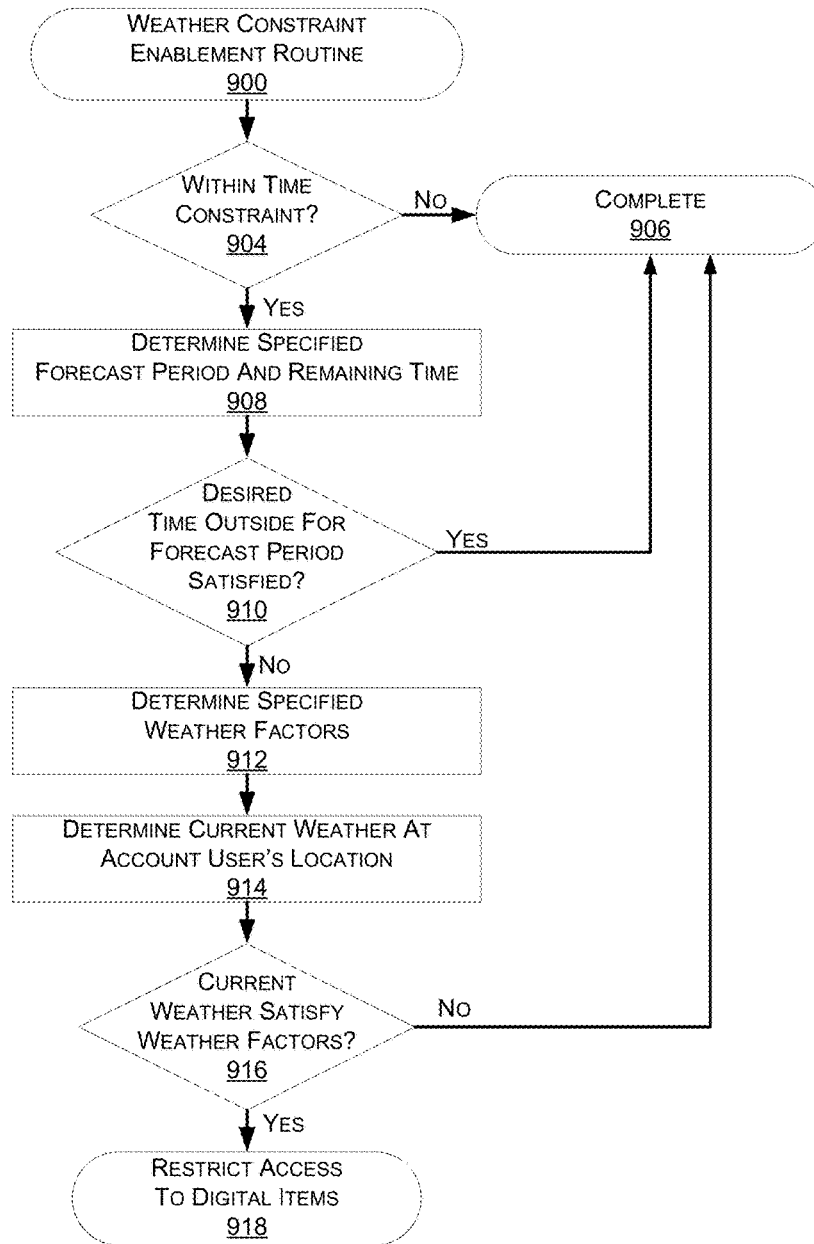 WEATHER CONSTRAINT
ENABLEMENT ROUTINE
900
WITHIN TIME
CONSTRAINT?
904
NO
COMPLETE
906
YES
DETERMINE SPECIFIED
FORECAST PERIOD AND REMAINING TIME
908
DESIRED
TIME OUTSIDE FOR
FORECAST PERIOD
SATISFIED?
910
YES
NO
DETERMINE SPECIFIED
WEATHER FACTORS
912
DETERMINE CURRENT WEATHER AT
ACCOUNT USER'S LOCATION
914
CURRENT
WEATHER SATISFY
WEATHER FACTORS?
916
NO
YES
RESTRICT ACCESS
TO DIGITAL ITEMS
918